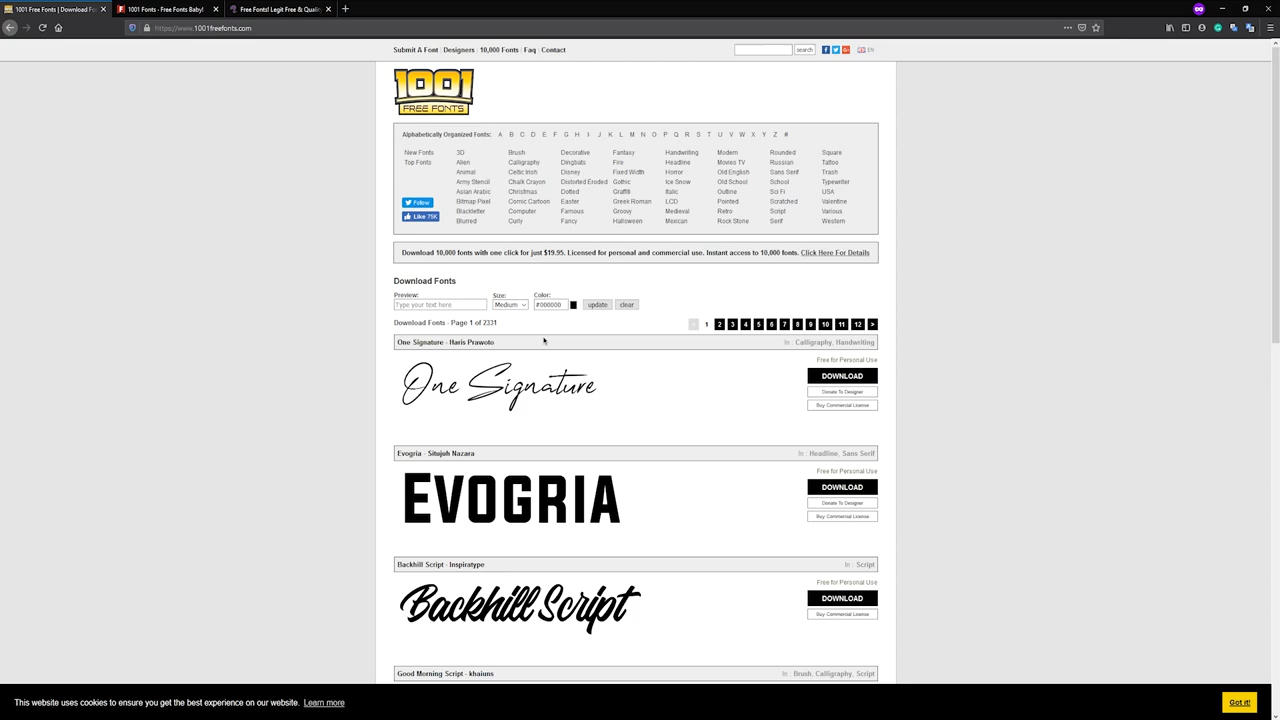 1001 Free Fonts | Download Fo
1001 Fonts - Free Fonts Baby!
Free Fonts! Legit Free & Qualit
https://www.1001freefonts.com
Submit A Font | Designers | 10,000 Fonts | Faq | Contact
search
EN
1001
FREE FONTS
Alphabetically Organized Fonts: A B C D E F G H I J K L M N O P Q R S T U V W X Y Z #
New Fonts 3D Brush Decorative Fantasy Handwriting Modern Rounded Square
Top Fonts Alien Calligraphy Dingbats Fire Headline Movies TV Russian Tattoo
Animal Celtic Irish Disney Fixed Width Horror Old English Sans Serif Trash
Army Stencil Chalk Crayon Distorted Eroded Gothic Ice Snow Old School School Typewriter
Asian Arabic Christmas Dotted Graffiti Italic Outline Sci Fi USA
Follow Bitmap Pixel Comic Cartoon Easter Greek Roman LCD Pointed Scratched Valentine
Like 75K Blackletter Computer Famous Groovy Medieval Retro Script Various
Blurred Curly Fancy Halloween Mexican Rock Stone Serif Western
Download 10,000 fonts with one click for just $19.95. Licensed for personal and commercial use. Instant access to 10,000 fonts. Click Here For Details
Download Fonts
Preview: Size: Color:
Type your text here Medium #000000 update clear
Download Fonts - Page 1 of 2331
< 1 2 3 4 5 6 7 8 9 10 11 12 >
One Signature - Haris Prawoto In : Calligraphy, Handwriting
Free for Personal Use
One Signature
DOWNLOAD
Donate To Designer
Buy Commercial License
Evogria - Situjuh Nazara In : Headline, Sans Serif
Free for Personal Use
EVOGRIA
DOWNLOAD
Donate To Designer
Buy Commercial License
Backhill Script - Inspiratype In : Script
Free for Personal Use
Backhill Script
DOWNLOAD
Buy Commercial License
Good Morning Script - khaiuns In : Brush, Calligraphy, Script
This website uses cookies to ensure you get the best experience on our website. Learn more
Got it!